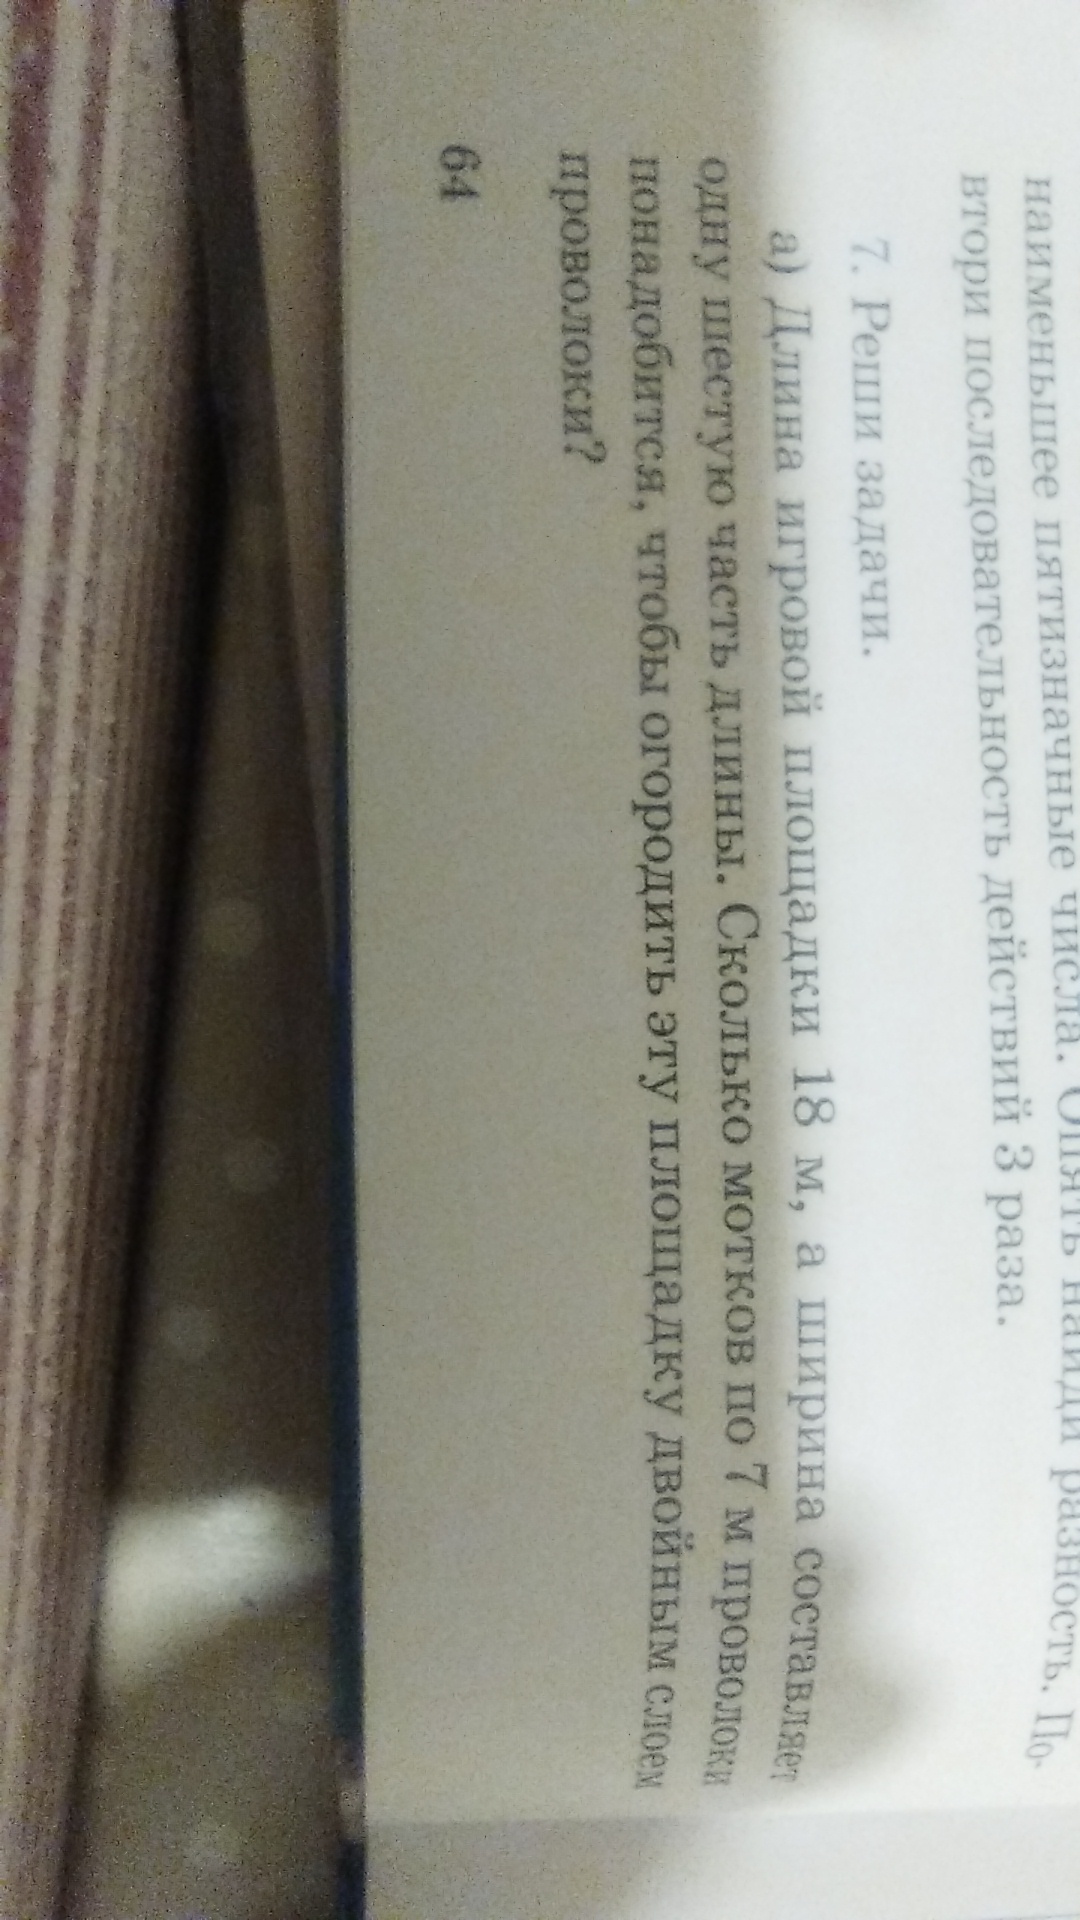 наименьшее пятизначные числа. Опять найди разность. По-
втори последовательность действий 3 раза.
7. Реши задачи.
а) Длина игровой площадки 18 м, а ширина составляет
одну шестую часть длины. Сколько мотков по 7 м проволоки
понадобится, чтобы огородить эту площадку двойным слоем
проволоки?
64